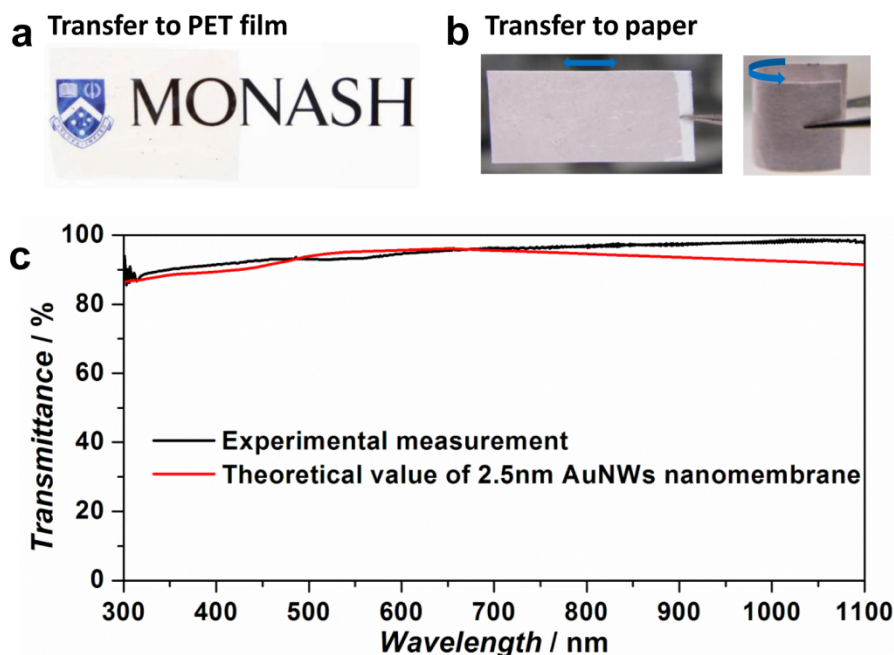 a Transfer to PET film
b Transfer to paper
MONASH
c
100
80
60
40
20
0
Transmittance / %
Experimental measurement
Theoretical value of 2.5nm AuNWs nanomembrane
300 400 500 600 700 800 900 1000 1100
Wavelength / nm